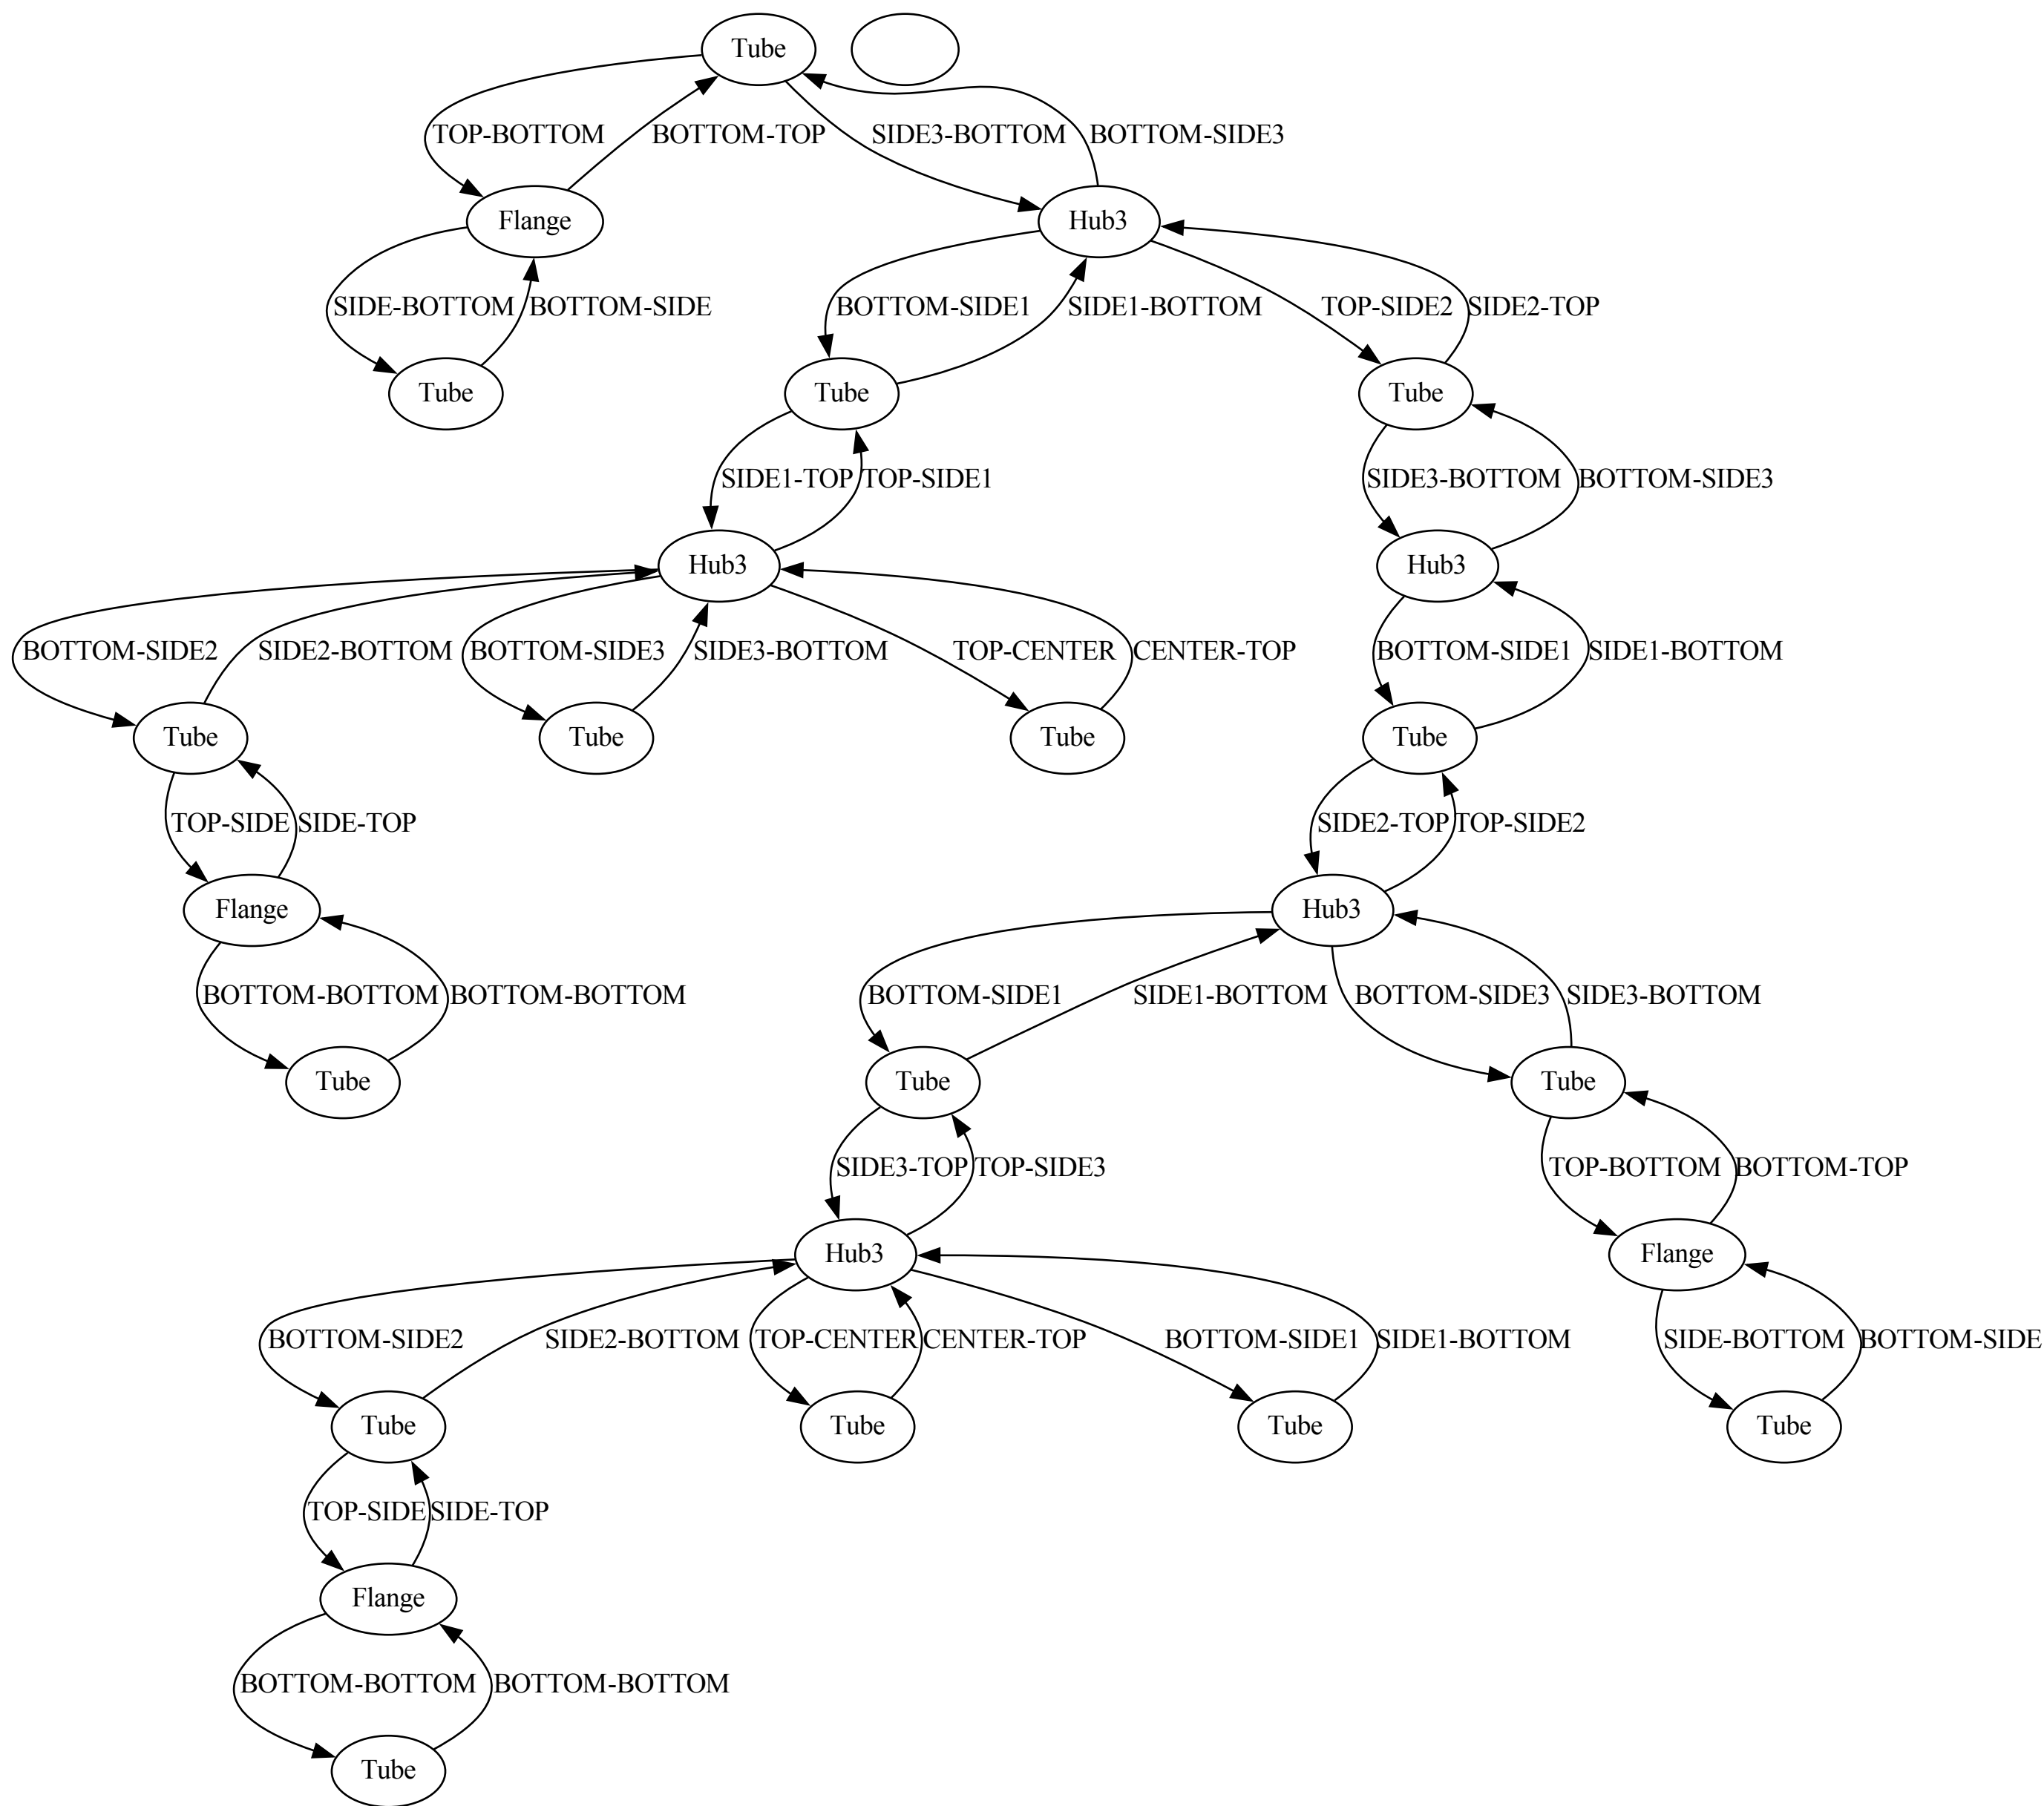 Tube
TOP-BOTTOM
BOTTOM-TOP
SIDE3-BOTTOM
BOTTOM-SIDE3
Flange
Hub3
SIDE-BOTTOM
BOTTOM-SIDE
BOTTOM-SIDE1
SIDE1-BOTTOM
TOP-SIDE2
SIDE2-TOP
Tube
Tube
Tube
SIDE1-TOP
TOP-SIDE1
SIDE3-BOTTOM
BOTTOM-SIDE3
Hub3
Hub3
BOTTOM-SIDE2
SIDE2-BOTTOM
BOTTOM-SIDE3
SIDE3-BOTTOM
TOP-CENTER
CENTER-TOP
BOTTOM-SIDE1
SIDE1-BOTTOM
Tube
Tube
Tube
Tube
TOP-SIDE
SIDE-TOP
SIDE2-TOP
TOP-SIDE2
Flange
Hub3
BOTTOM-BOTTOM
BOTTOM-BOTTOM
BOTTOM-SIDE1
SIDE1-BOTTOM
BOTTOM-SIDE3
SIDE3-BOTTOM
Tube
Tube
Tube
SIDE3-TOP
TOP-SIDE3
TOP-BOTTOM
BOTTOM-TOP
Hub3
Flange
BOTTOM-SIDE2
SIDE2-BOTTOM
TOP-CENTER
CENTER-TOP
BOTTOM-SIDE1
SIDE1-BOTTOM
SIDE-BOTTOM
BOTTOM-SIDE
Tube
Tube
Tube
Tube
TOP-SIDE
SIDE-TOP
Flange
BOTTOM-BOTTOM
BOTTOM-BOTTOM
Tube